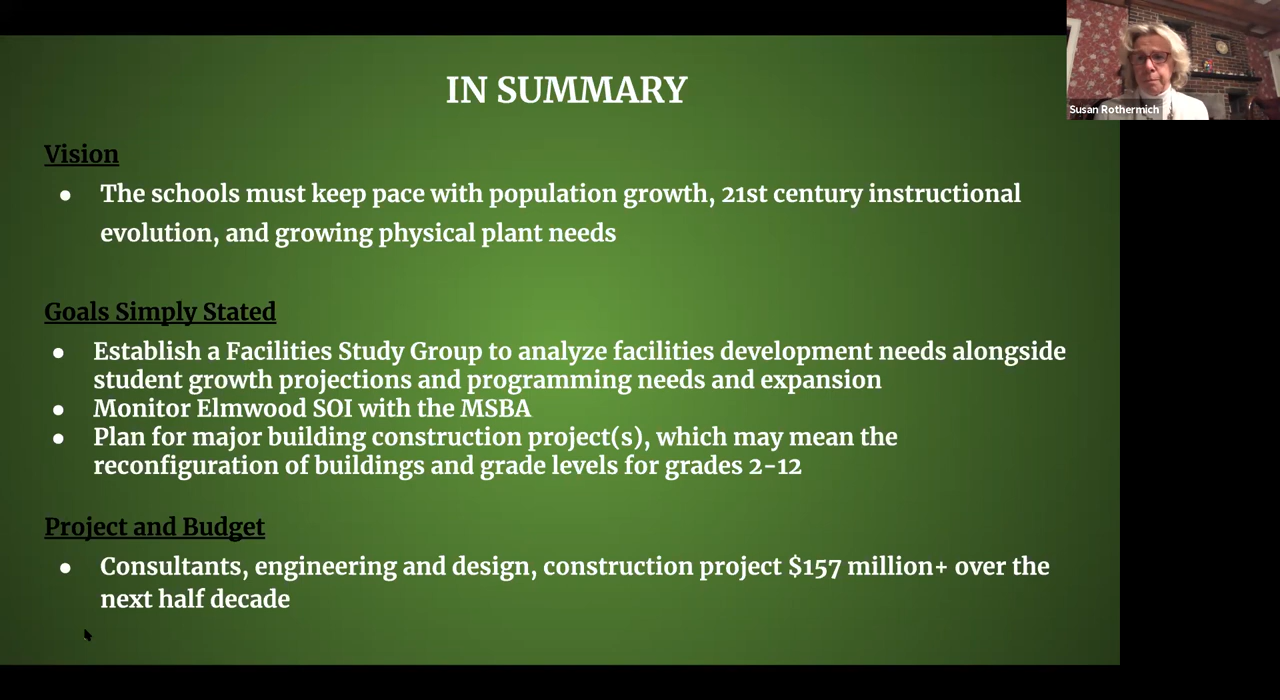 IN SUMMARY
Susan Rothermich
Vision
● The schools must keep pace with population growth, 21st century instructional
evolution, and growing physical plant needs
Goals Simply Stated
● Establish a Facilities Study Group to analyze facilities development needs alongside
student growth projections and programming needs and expansion
● Monitor Elmwood SOI with the MSBA
● Plan for major building construction project(s), which may mean the
reconfiguration of buildings and grade levels for grades 2-12
Project and Budget
● Consultants, engineering and design, construction project $157 million+ over the
next half decade